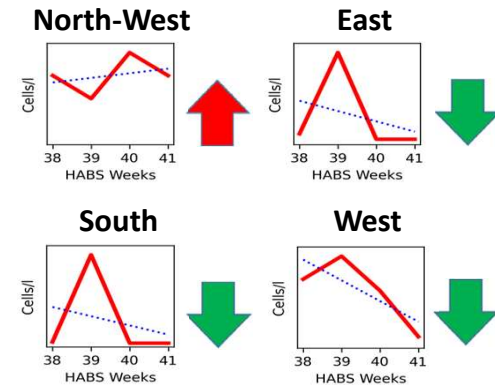 North-West
Cells/l
38 39 40 41
HABS Weeks
East
Cells/l
38 39 40 41
HABS Weeks
South
Cells/l
38 39 40 41
HABS Weeks
West
Cells/l
38 39 40 41
HABS Weeks